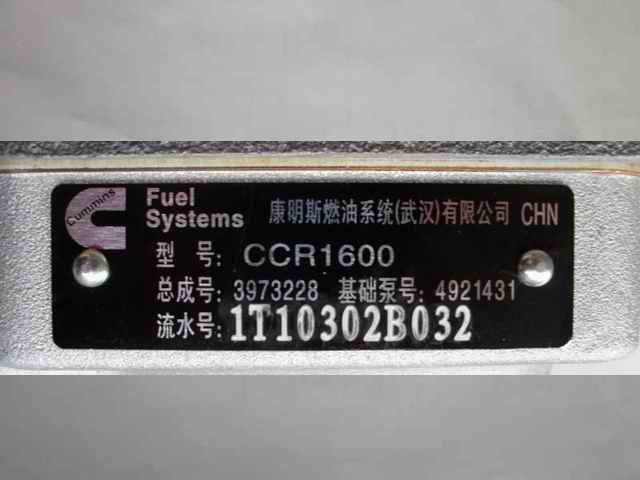 Cummins
Fuel
Systems
康明斯燃油系统(武汉)有限公司 CHN
型 号: CCR1600
总成号: 3973228 基础泵号: 4921431
流水号: 1T10302B032